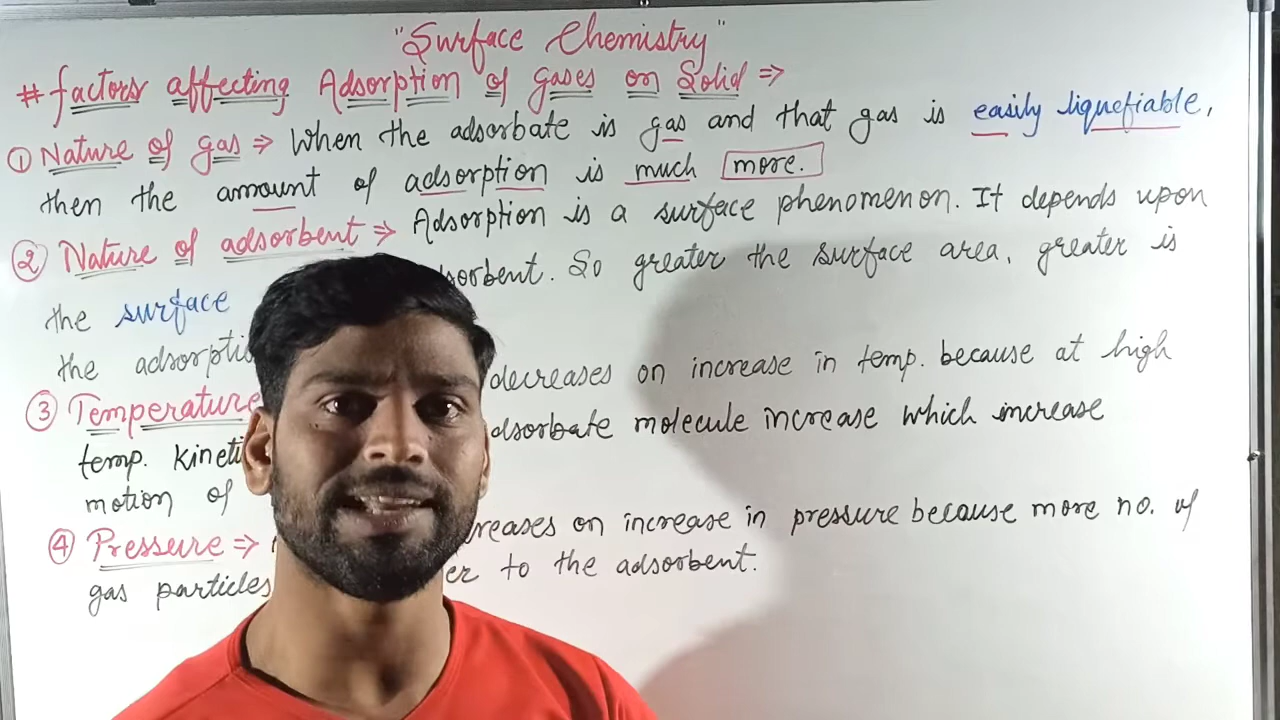 "Surface Chemistry"
# factors affecting Adsorption of gases on Solid ⇒
① Nature of gas ⇒ When the adsorbate is gas and that gas is easily liquefiable,
then the amount of adsorption is much more.
② Nature of adsorbent ⇒ Adsorption is a surface phenomenon. It depends upon
the surface sorbent. So greater the surface area, greater is
the adsorptio
③ Temperature decreases on increase in temp. because at high
temp. Kineti dsorbate molecule increase which increase
motion of
④ Pressure ⇒ reases on increase in pressure because more no. of
gas particles er to the adsorbent.